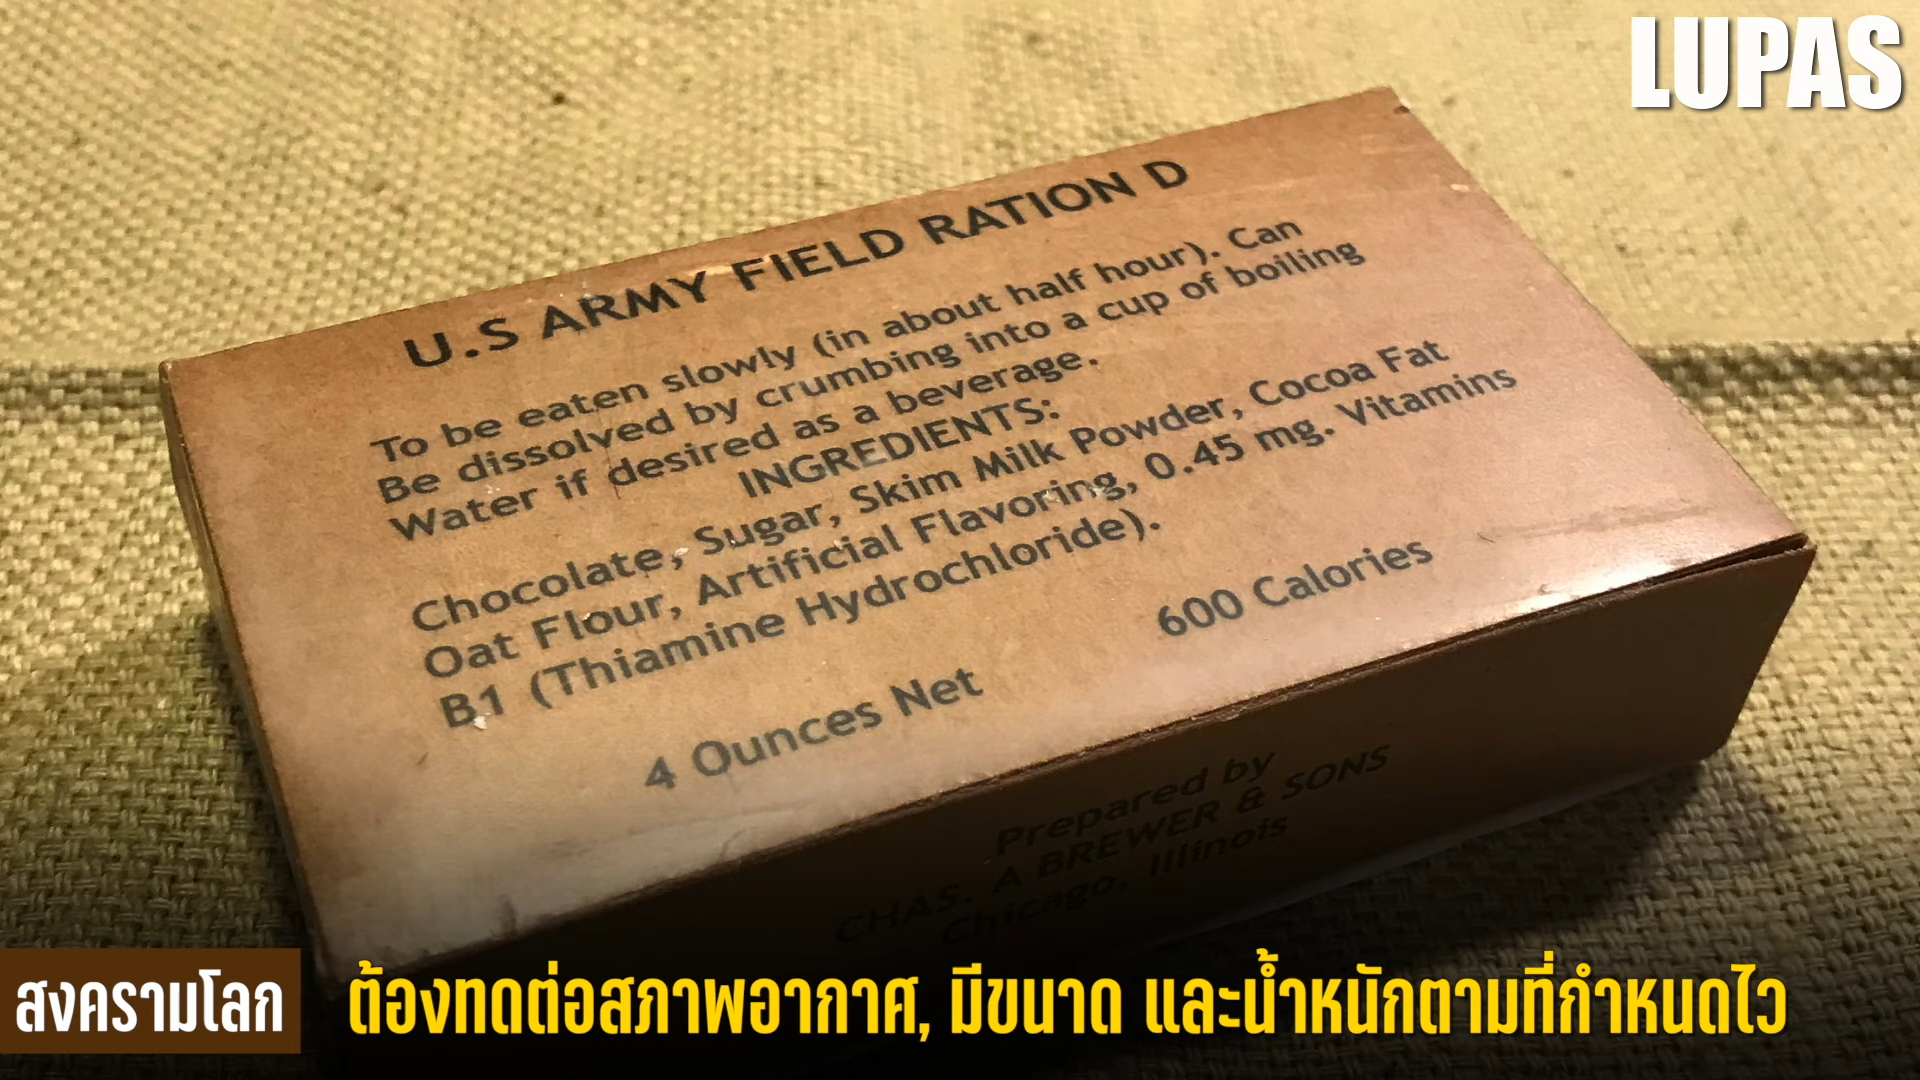 LUPAS
U.S ARMY FIELD RATION D
To be eaten slowly (in about half hour). Can
Be dissolved by crumbing into a cup of boiling
Water if desired as a beverage.
INGREDIENTS:
Chocolate, Sugar, Skim Milk Powder, Cocoa Fat
Oat Flour, Artificial Flavoring, 0.45 mg. Vitamins
B1 (Thiamine Hydrochloride).
4 Ounces Net 600 Calories
Prepared by
CHAS. A BREWER & SONS
Chicago, Illinois
สงครามโลก
ต้องทดต่อสภาพอากาศ, มีขนาด และน้ำหนักตามที่กำหนดไว